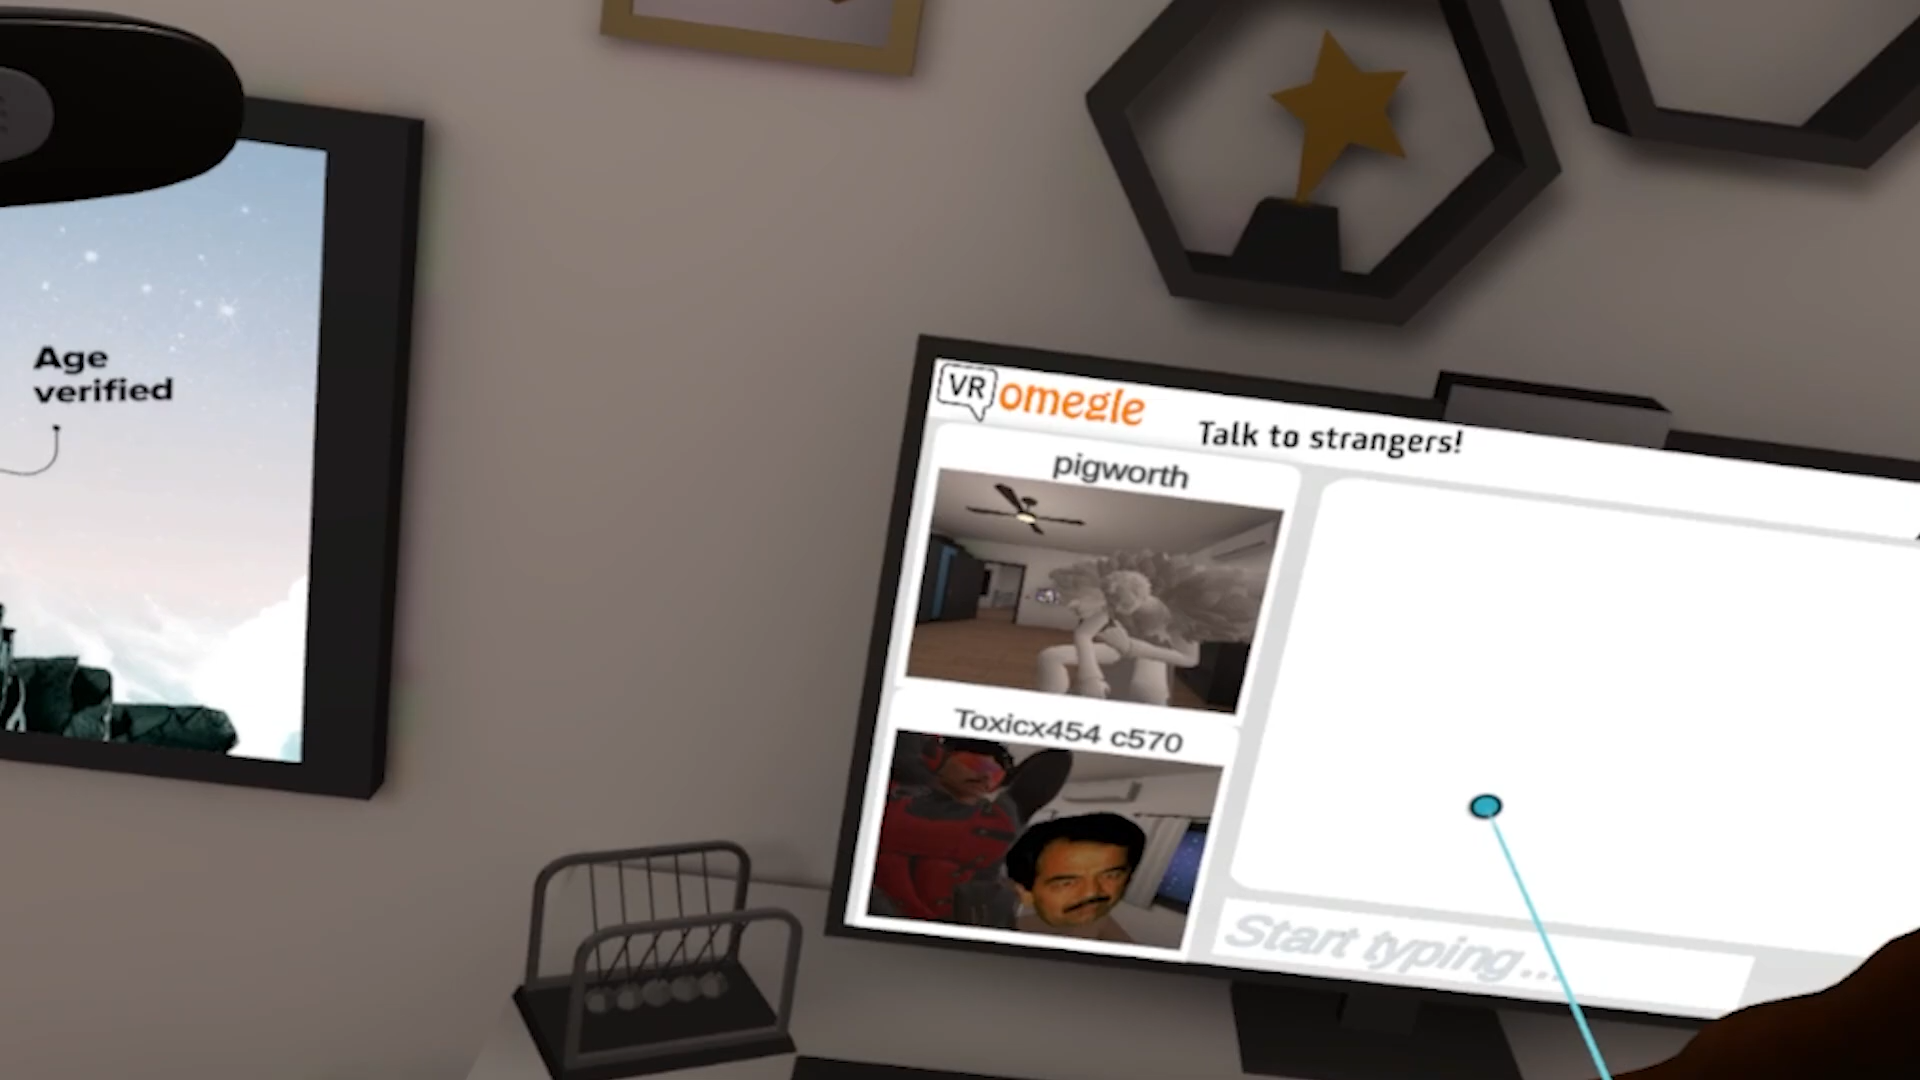 Age
verified
VR omegle
Talk to strangers!
pigworth
Toxicx454 c570
Start typing...